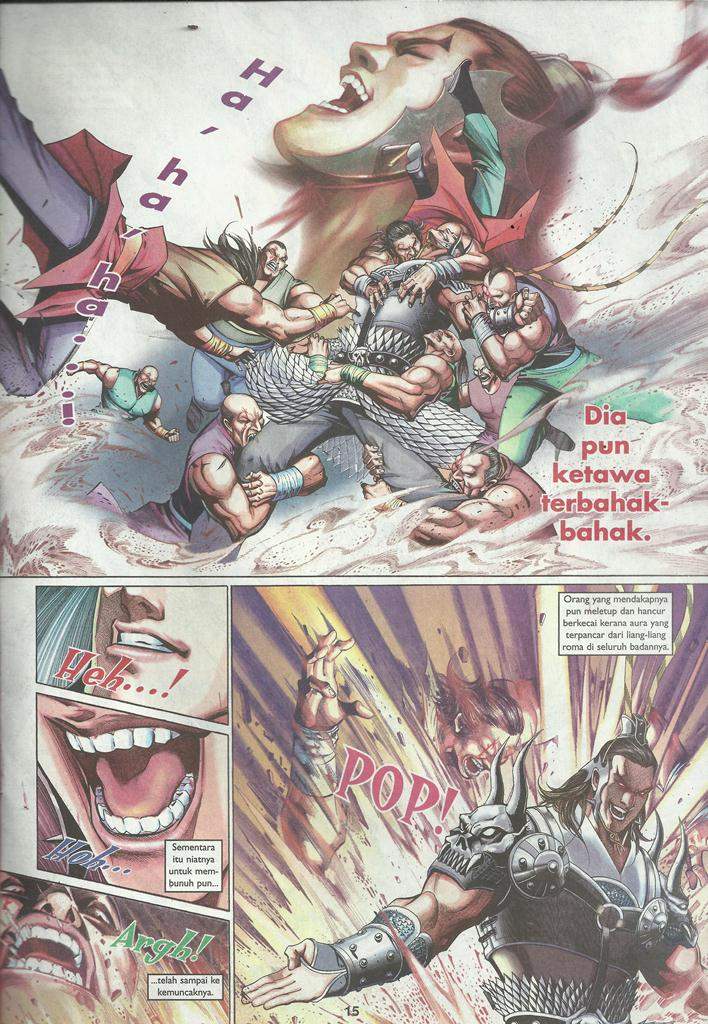 Ha,
ha,
ha....!
Dia
pun
ketawa
terbahak-
bahak.
Heh....!
Hoh...
Sementara
itu niatnya
untuk mem-
bunuh pun...
Argh!
...telah sampai ke
kemuncaknya.
Orang yang mendakapnya
pun meletup dan hancur
berkecai kerana aura yang
terpancar dari liang-liang
roma di seluruh badannya.
POP!
15